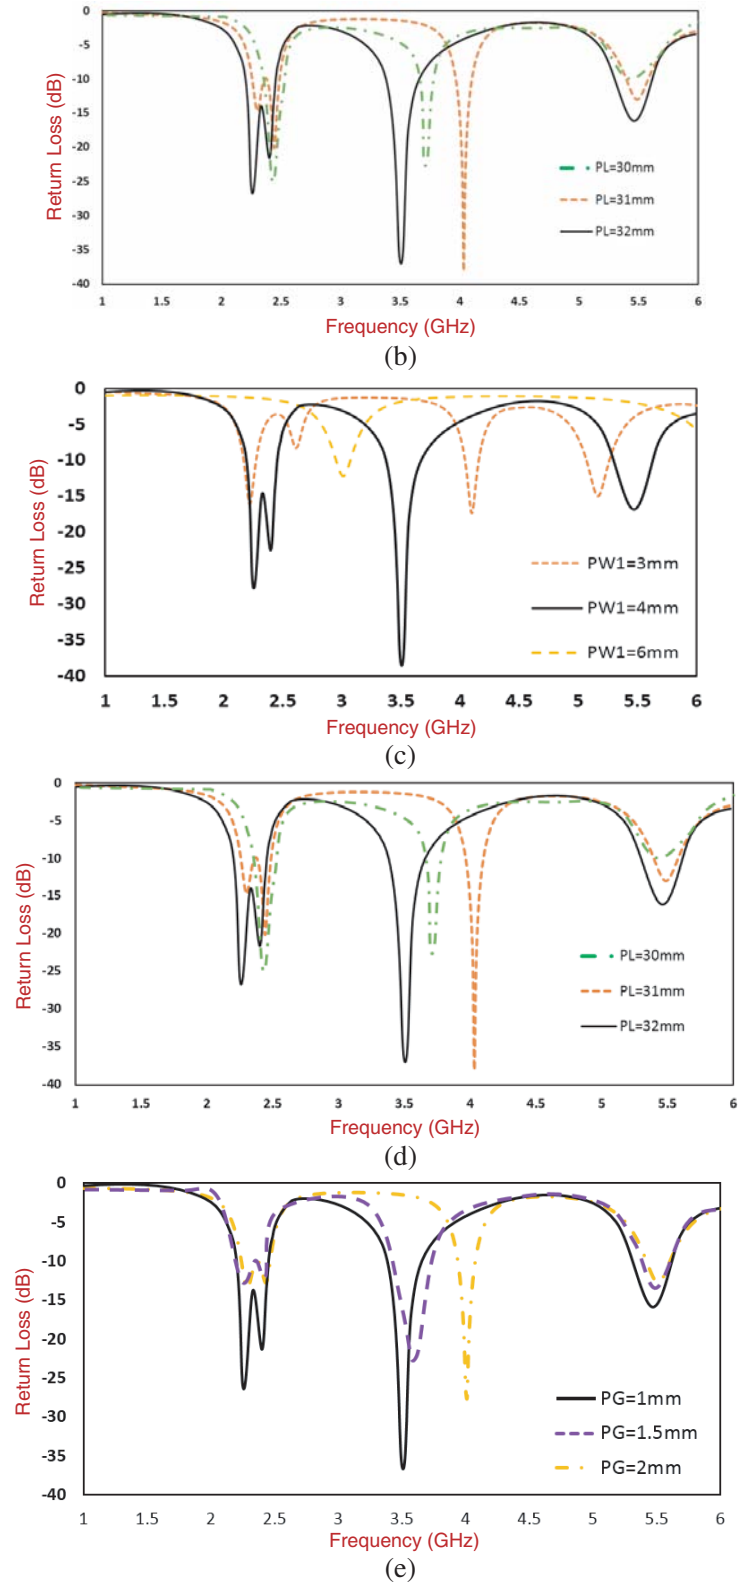 0
-5
-10
-15
-20
-25
-30
-35
-40
Return Loss (dB)
PL=30mm
PL=31mm
PL=32mm
1 2 2.5 3 3.5 4 4.5 5 5.5 6
Frequency (GHz)
(b)
0
-5
-10
-15
-20
-25
-30
-35
-40
Return Loss (dB)
PW1=3mm
PW1=4mm
PW1=6mm
1 1.5 2 2.5 3 3.5 4 4.5 5 5.5 6
Frequency (GHz)
(c)
0
-5
-10
-15
-20
-25
-30
-35
-40
Return Loss (dB)
PL=30mm
PL=31mm
PL=32mm
1 1.5 2 2.5 3 3.5 4 4.5 5 5.5 6
Frequency (GHz)
(d)
0
-5
-10
-15
-20
-25
-30
-35
-40
Return Loss (dB)
PG=1mm
PG=1.5mm
PG=2mm
1 1.5 2 2.5 3 3.5 4 4.5 5 5.5 6
Frequency (GHz)
(e)